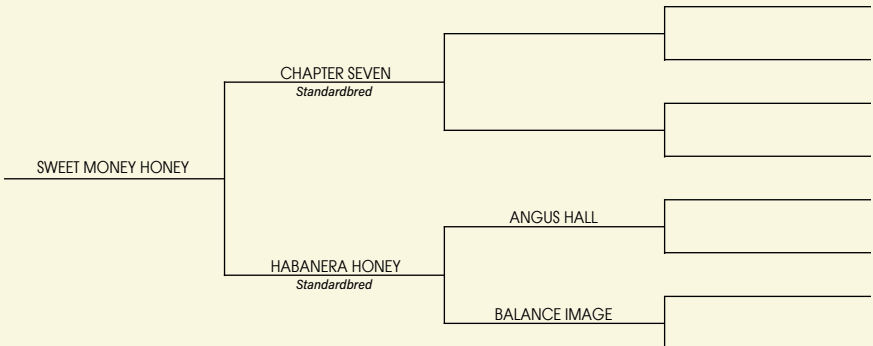 CHAPTER SEVEN
Standardbred
SWEET MONEY HONEY
ANGUS HALL
HABANERA HONEY
Standardbred
BALANCE IMAGE